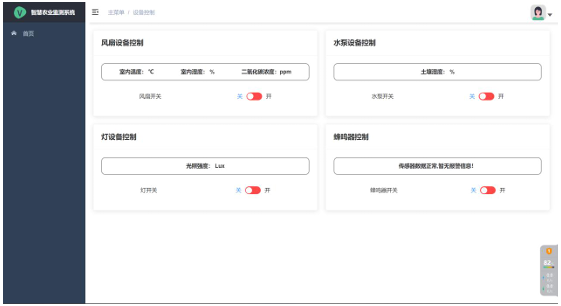 智慧农业监测系统
主菜单 / 设备控制
首页
风扇设备控制
室内温度: ℃ 室内湿度: % 二氧化碳浓度: ppm
风扇开关 关 开
水泵设备控制
土壤湿度: %
水泵开关 关 开
灯设备控制
光照强度: Lux
灯开关 关 开
蜂鸣器控制
传感器数据正常,暂无报警信息!
蜂鸣器开关 关 开